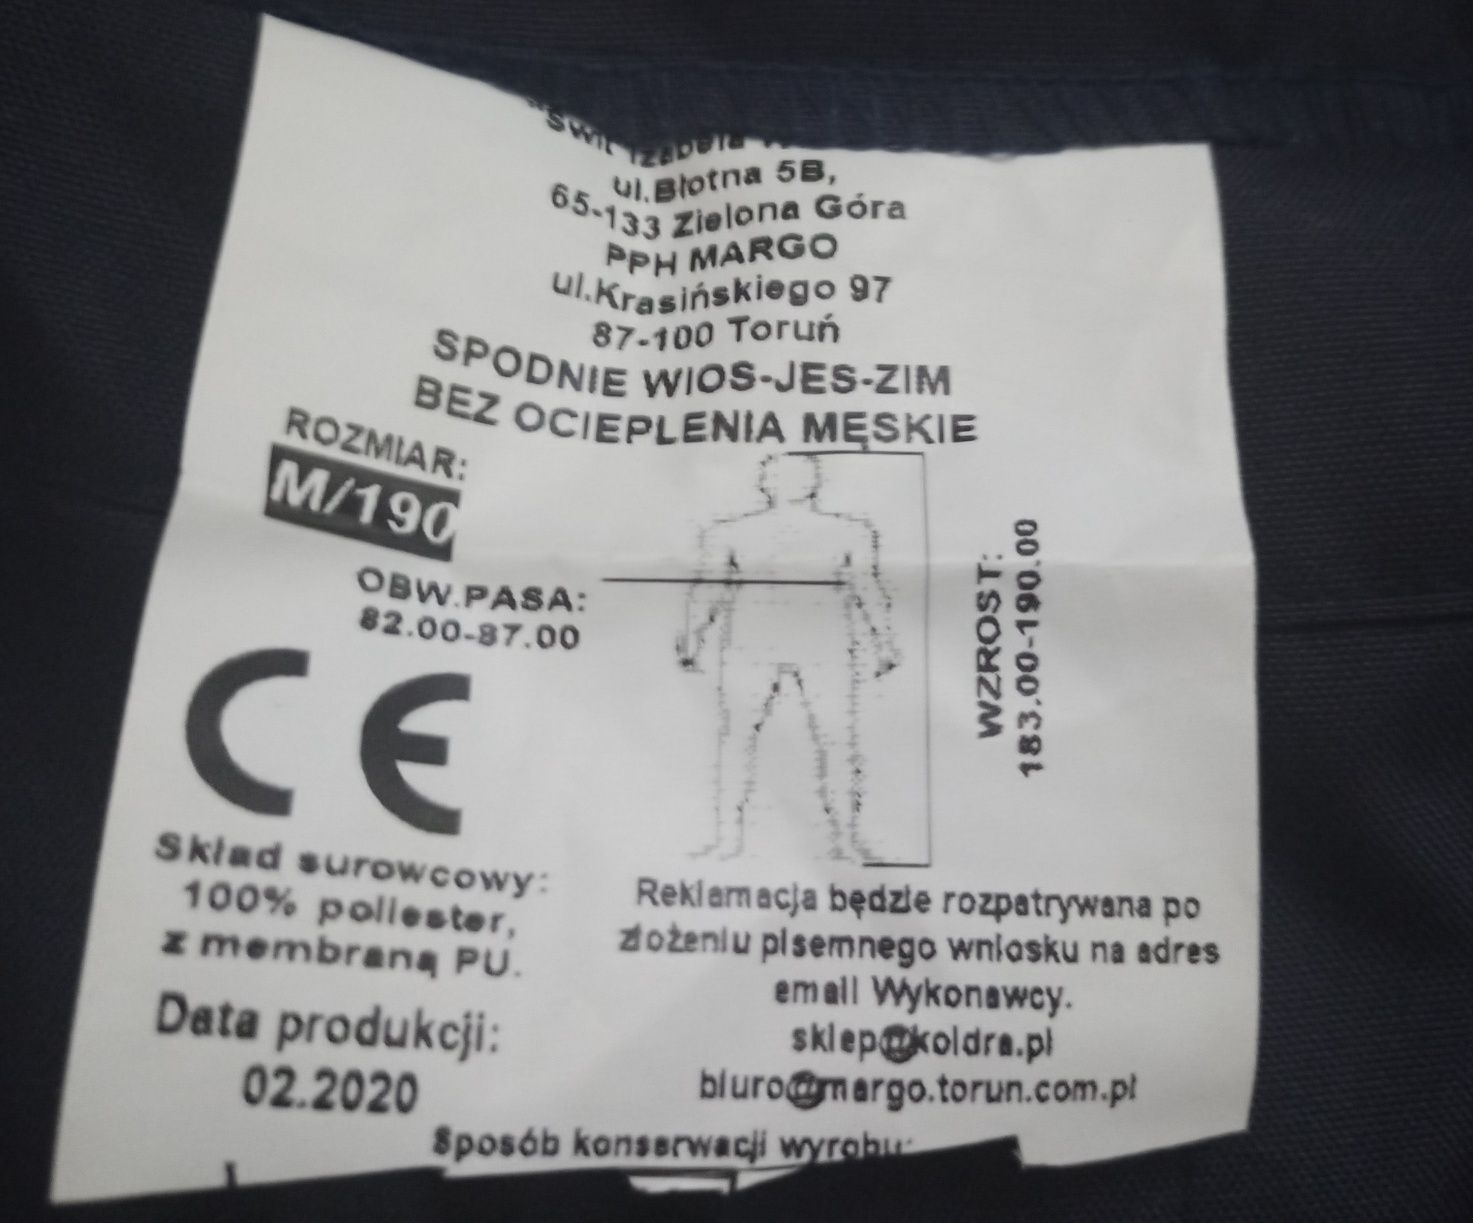 Świt Izabela
ul.Błotna 5B,
65-133 Zielona Góra
PPH MARGO
ul.Krasińskiego 97
87-100 Toruń
SPODNIE WIOS-JES-ZIM
BEZ OCIEPLENIA MĘSKIE
ROZMIAR:
M/190
OBW.PASA:
82.00-87.00
WZROST:
183.00-190.00
CE
Skład surowcowy:
100% poliester,
z membraną PU.
Data produkcji:
02.2020
Reklamacja będzie rozpatrywana po
złożeniu pisemnego wniosku na adres
email Wykonawcy.
sklep@koldra.pl
biuro@margo.torun.com.pl
Sposób konserwacji wyrobu: